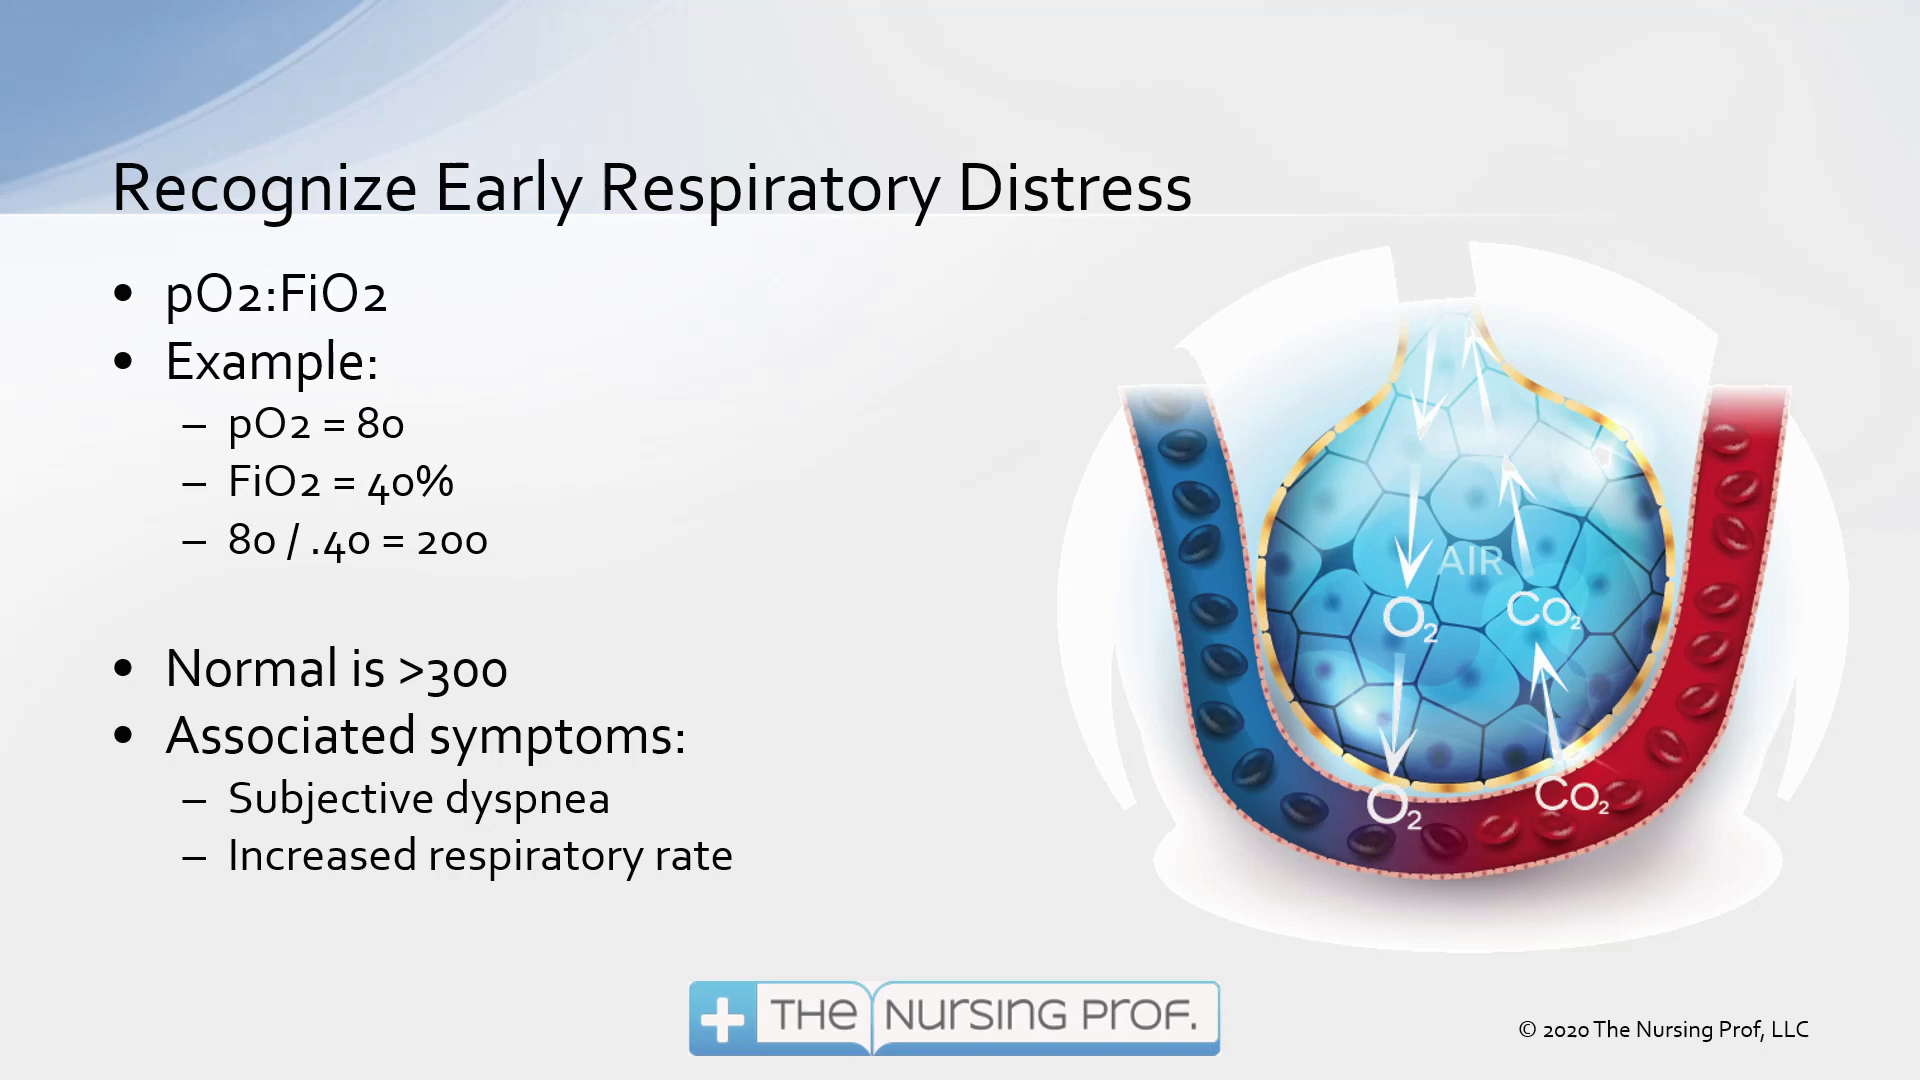 Recognize Early Respiratory Distress
• pO2:FiO2
• Example:
– pO2 = 80
– FiO2 = 40%
– 80 / .40 = 200
• Normal is >300
• Associated symptoms:
– Subjective dyspnea
– Increased respiratory rate
AIR
O₂
Co₂
O₂
Co₂
THE NURSING PROF.
© 2020 The Nursing Prof, LLC